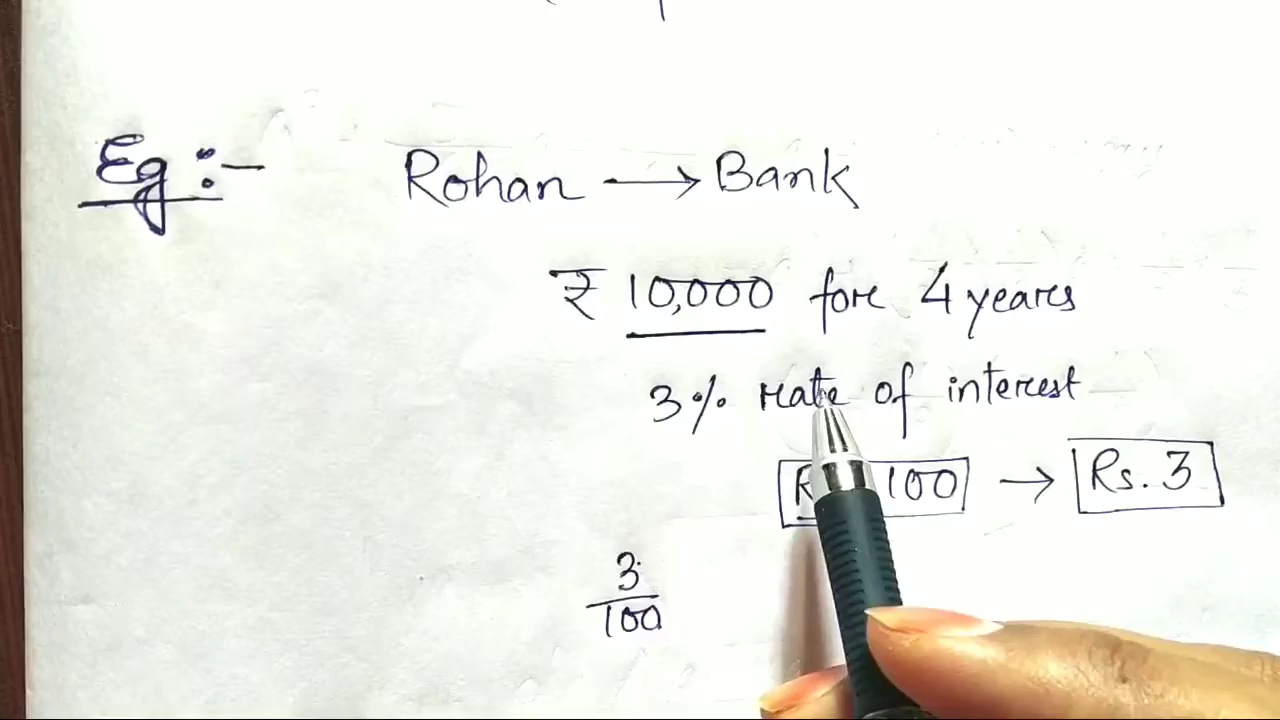 Eg :-
Rohan → Bank
₹ 10,000 for 4 years
3% rate of interest
100 → Rs. 3
3
100